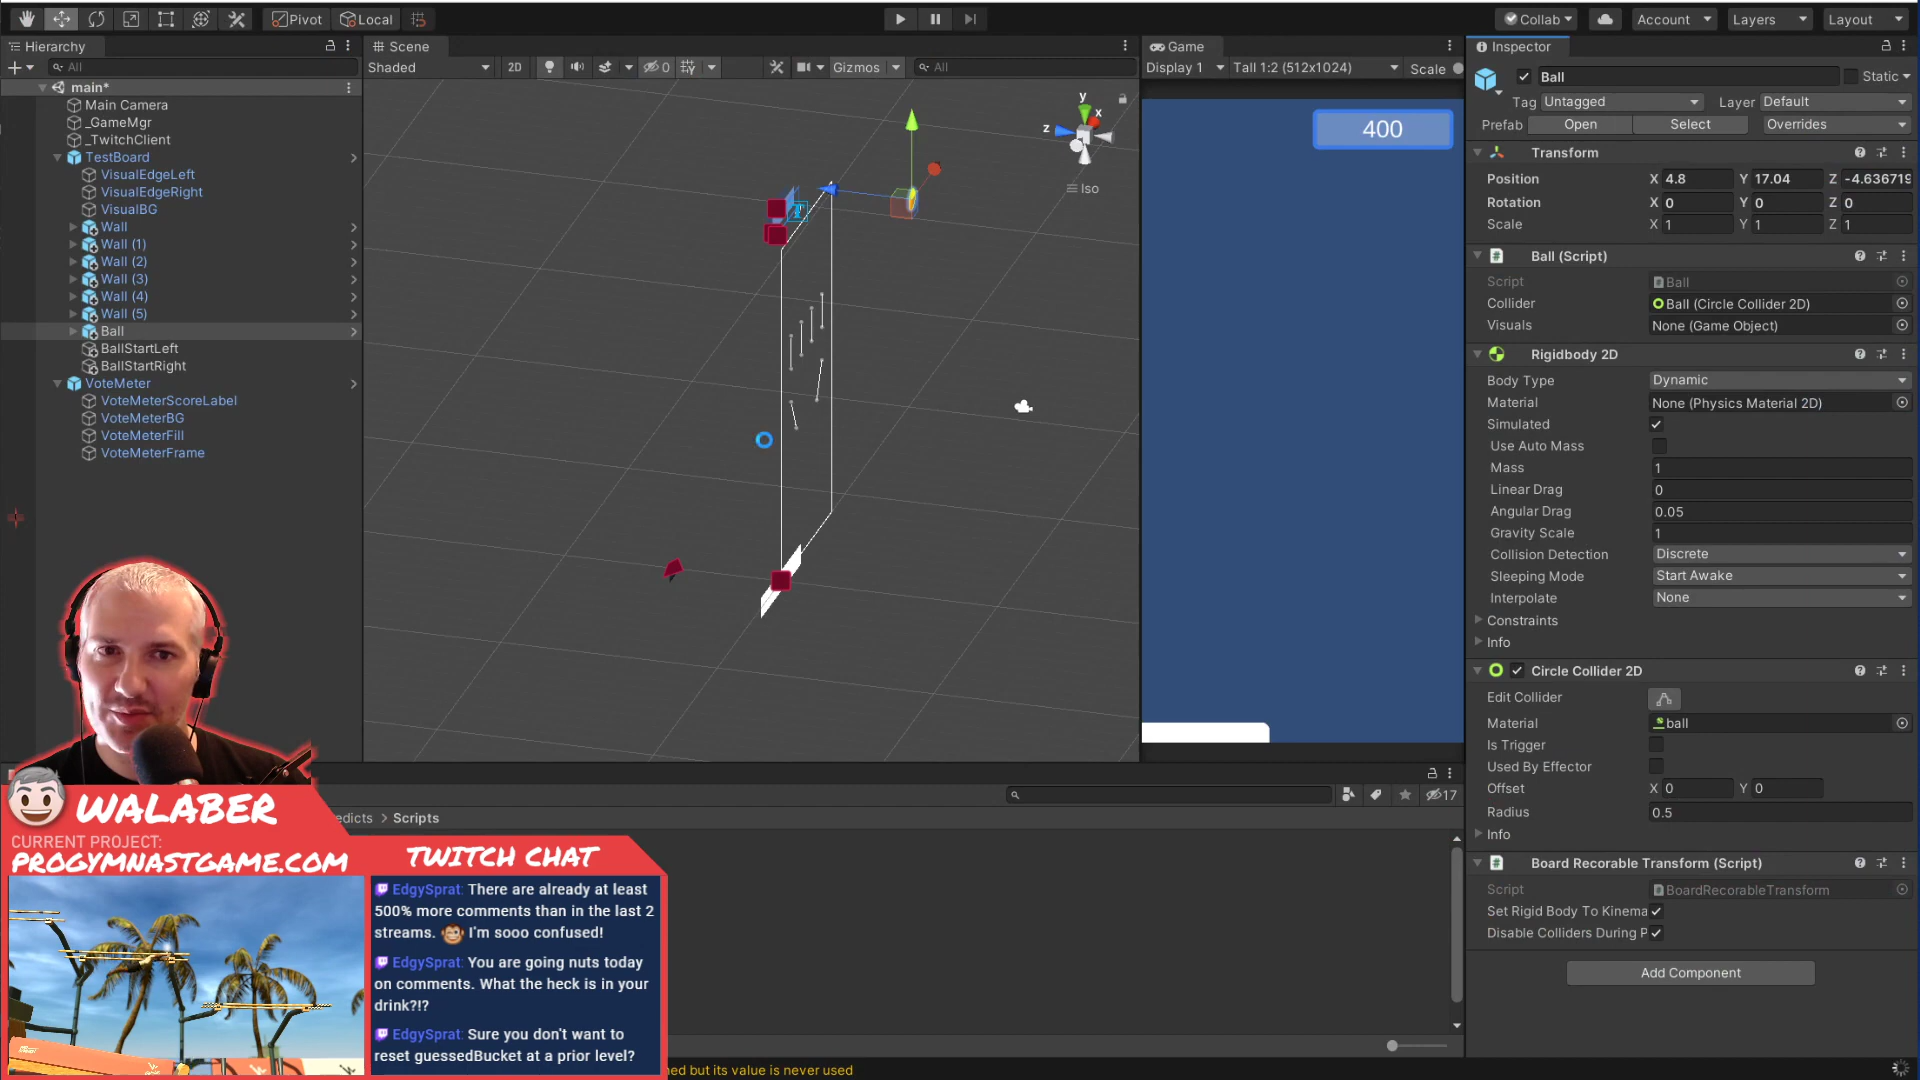 Pivot
Local
Collab
Account
Layers
Layout
Hierarchy
All
main*
Main Camera
_GameMgr
_TwitchClient
TestBoard
VisualEdgeLeft
VisualEdgeRight
VisualBG
Wall
Wall (1)
Wall (2)
Wall (3)
Wall (4)
Wall (5)
Ball
BallStartLeft
BallStartRight
VoteMeter
VoteMeterScoreLabel
VoteMeterBG
VoteMeterFill
VoteMeterFrame
Scene
Shaded
2D
0
Gizmos
All
y
x
z
Iso
Game
Display 1
Tall 1:2 (512x1024)
Scale
400
Inspector
Ball
Static
Tag Untagged
Layer Default
Prefab Open Select Overrides
Transform
Position X 4.8 Y 17.04 Z -4.636719
Rotation X 0 Y 0 Z 0
Scale X 1 Y 1 Z 1
Ball (Script)
Script Ball
Collider Ball (Circle Collider 2D)
Visuals None (Game Object)
Rigidbody 2D
Body Type Dynamic
Material None (Physics Material 2D)
Simulated
Use Auto Mass
Mass 1
Linear Drag 0
Angular Drag 0.05
Gravity Scale 1
Collision Detection Discrete
Sleeping Mode Start Awake
Interpolate None
Constraints
Info
Circle Collider 2D
Edit Collider
Material ball
Is Trigger
Used By Effector
Offset X 0 Y 0
Radius 0.5
Info
Board Recorable Transform (Script)
Script BoardRecorableTransform
Set Rigid Body To Kinema
Disable Colliders During P
Add Component
17
edicts > Scripts
WALABER
CURRENT PROJECT:
PROGYMNASTGAME.COM
TWITCH CHAT
EdgySprat: There are already at least
500% more comments than in the last 2
streams. I'm sooo confused!
EdgySprat: You are going nuts today
on comments. What the heck is in your
drink?!?
EdgySprat: Sure you don't want to
reset guessedBucket at a prior level?
ned but its value is never used